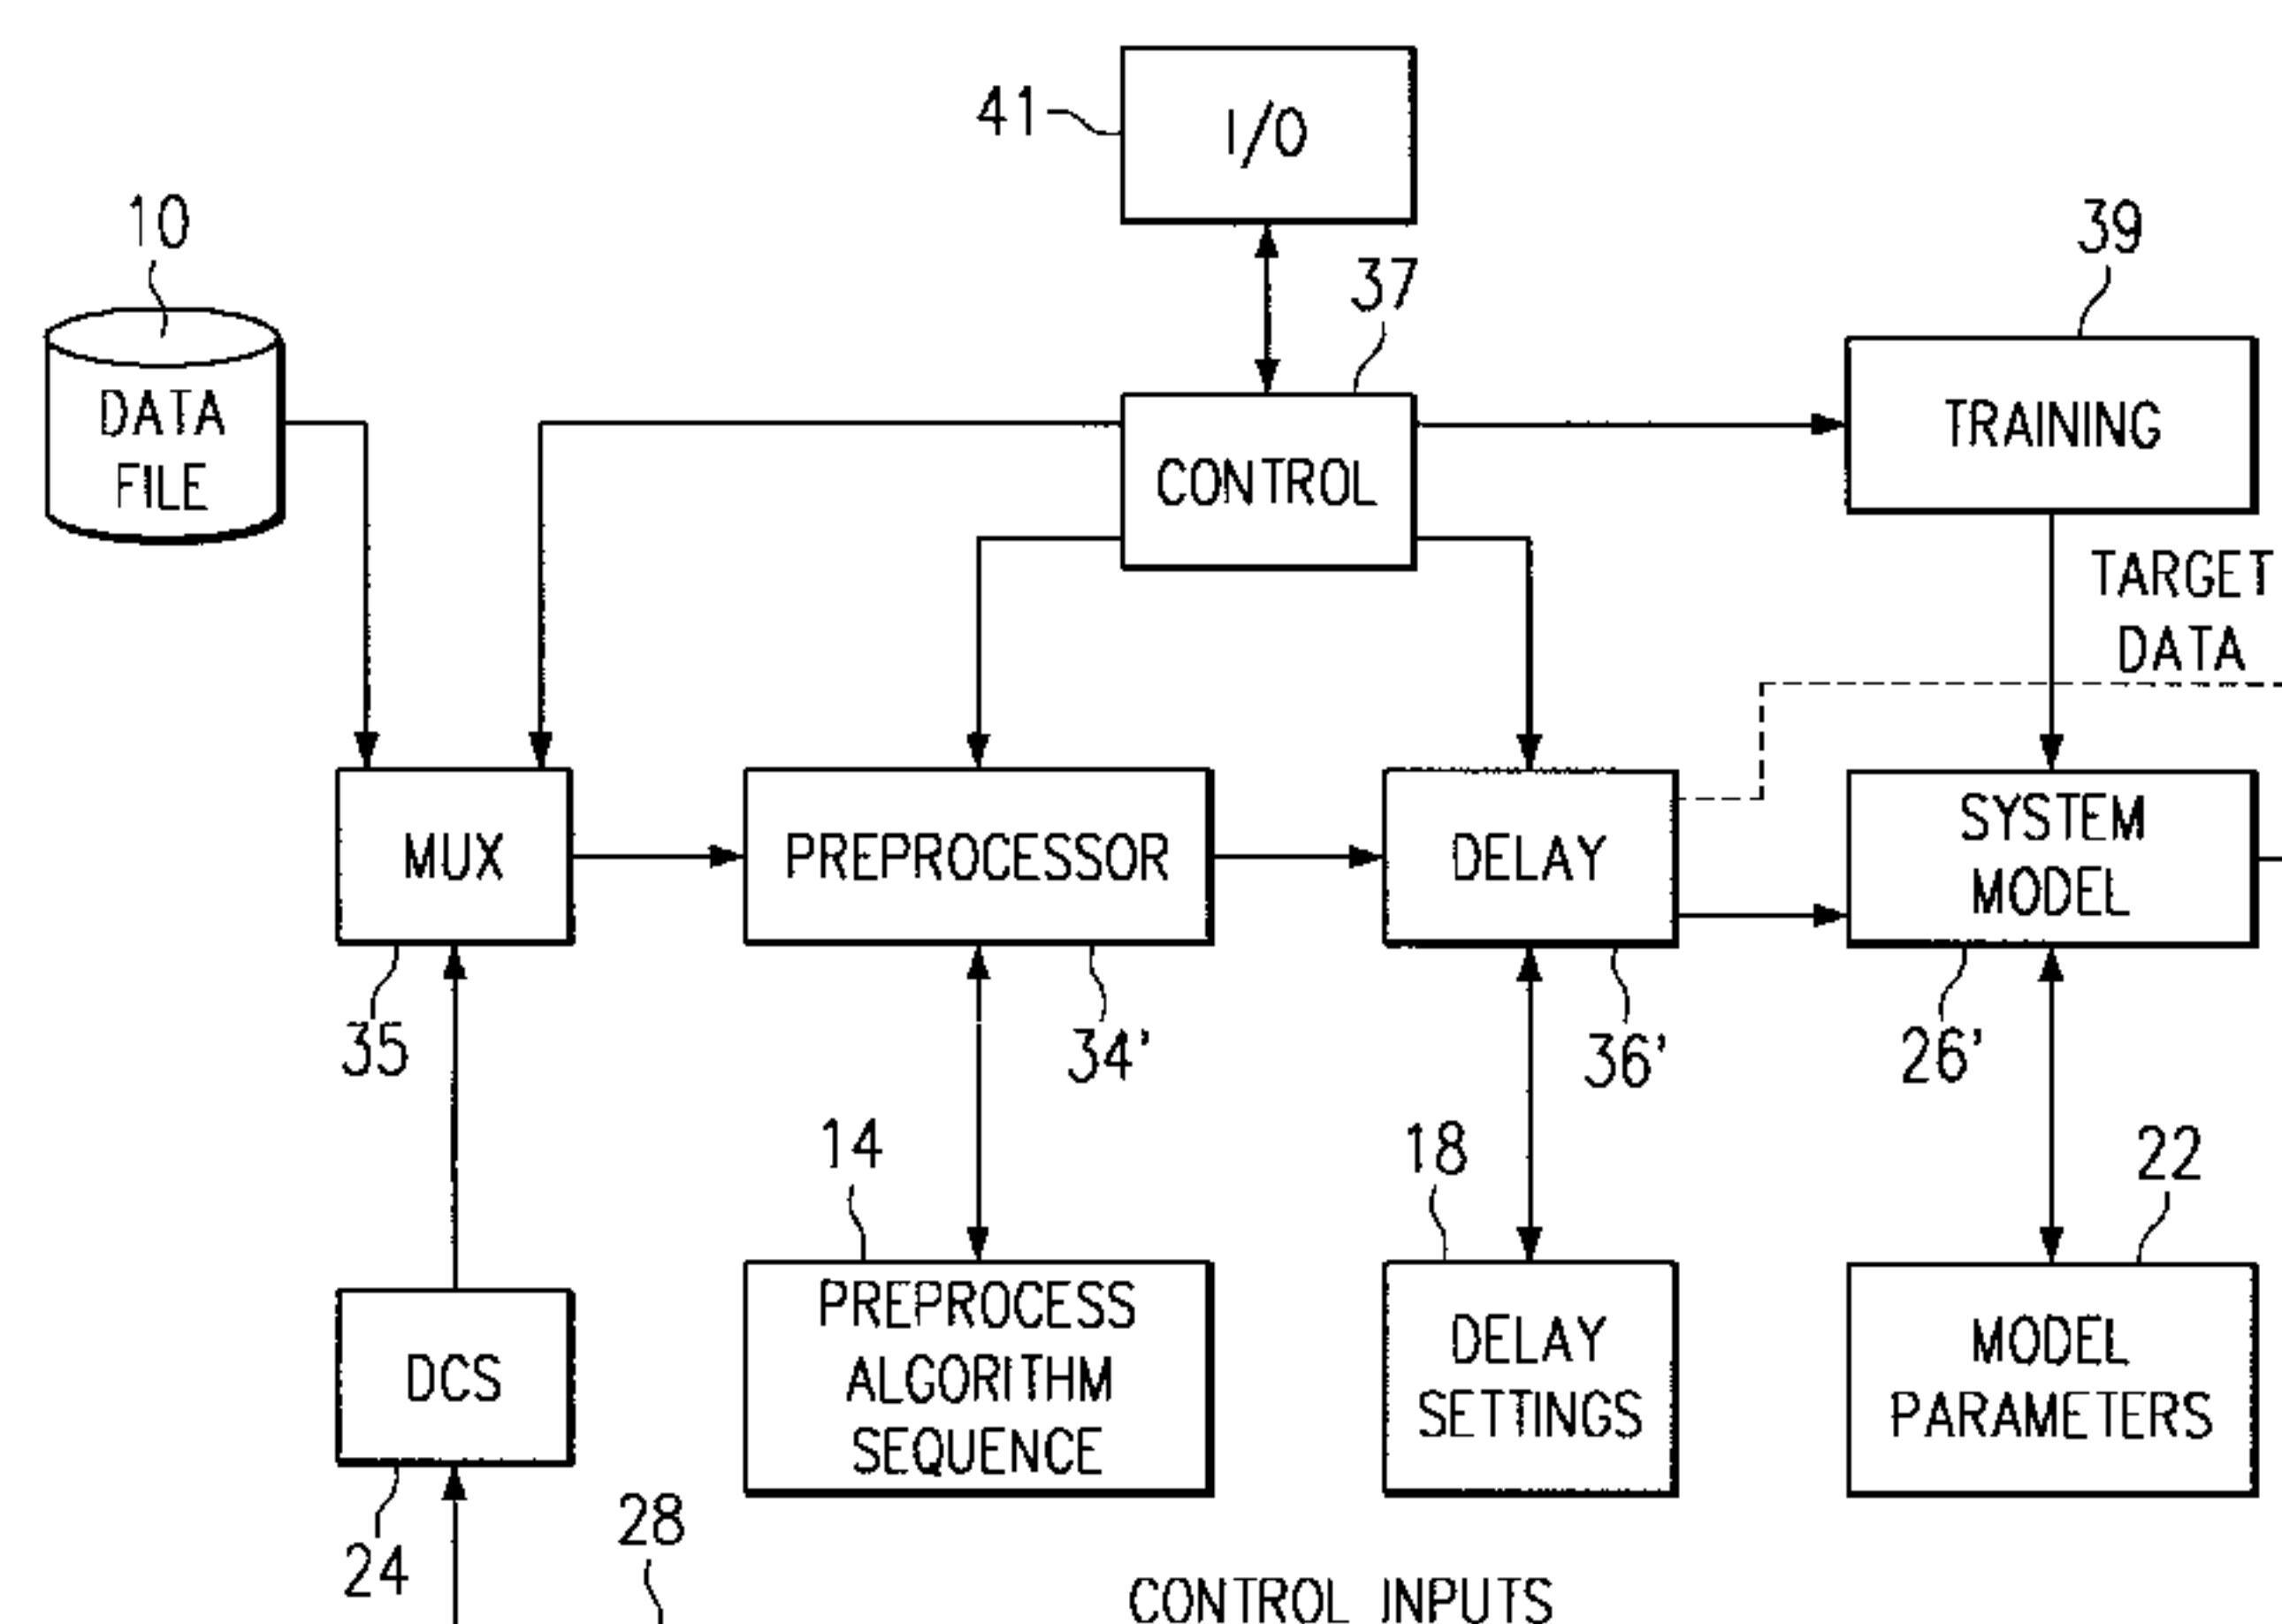 41
I/O
10
39
37
DATA
FILE
TRAINING
CONTROL
TARGET
DATA
MUX
PREPROCESSOR
DELAY
SYSTEM
MODEL
35
34'
36'
26'
14
18
22
DCS
PREPROCESS
ALGORITHM
SEQUENCE
DELAY
SETTINGS
MODEL
PARAMETERS
24
28
CONTROL INPUTS